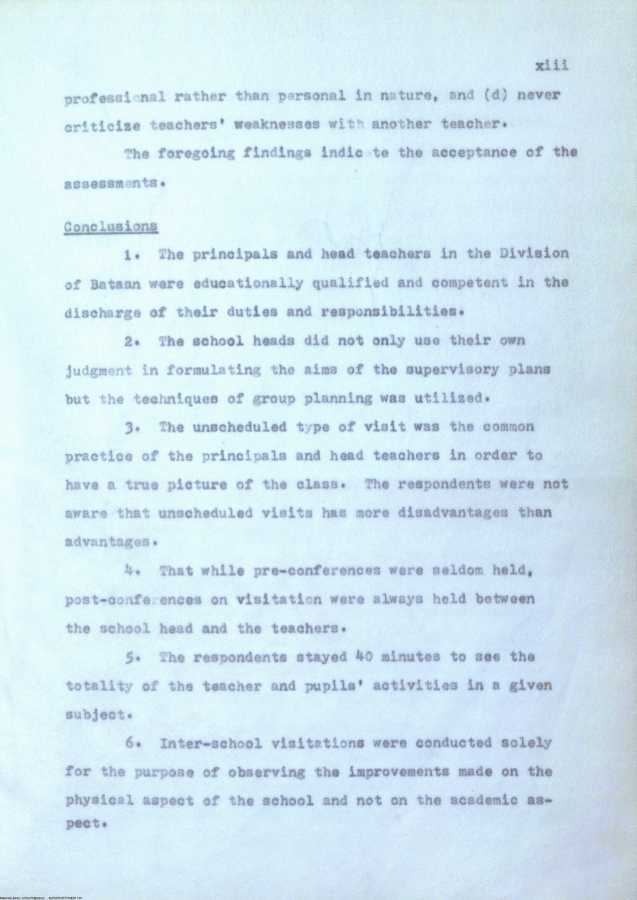 xiii
professional rather than personal in nature, and (d) never
criticize teachers' weaknesses with another teacher.
The foregoing findings indicate the acceptance of the
assessments.
Conclusions
1. The principals and head teachers in the Division
of Bataan were educationally qualified and competent in the
discharge of their duties and responsibilities.
2. The school heads did not only use their own
judgment in formulating the aims of the supervisory plans
but the techniques of group planning was utilized.
3. The unscheduled type of visit was the common
practice of the principals and head teachers in order to
have a true picture of the class. The respondents were not
aware that unscheduled visits has more disadvantages than
advantages.
4. That while pre-conferences were seldom held,
post-conferences on visitation were always held between
the school head and the teachers.
5. The respondents stayed 40 minutes to see the
totality of the teacher and pupils' activities in a given
subject.
6. Inter-school visitations were conducted solely
for the purpose of observing the improvements made on the
physical aspect of the school and not on the academic as-
pect.